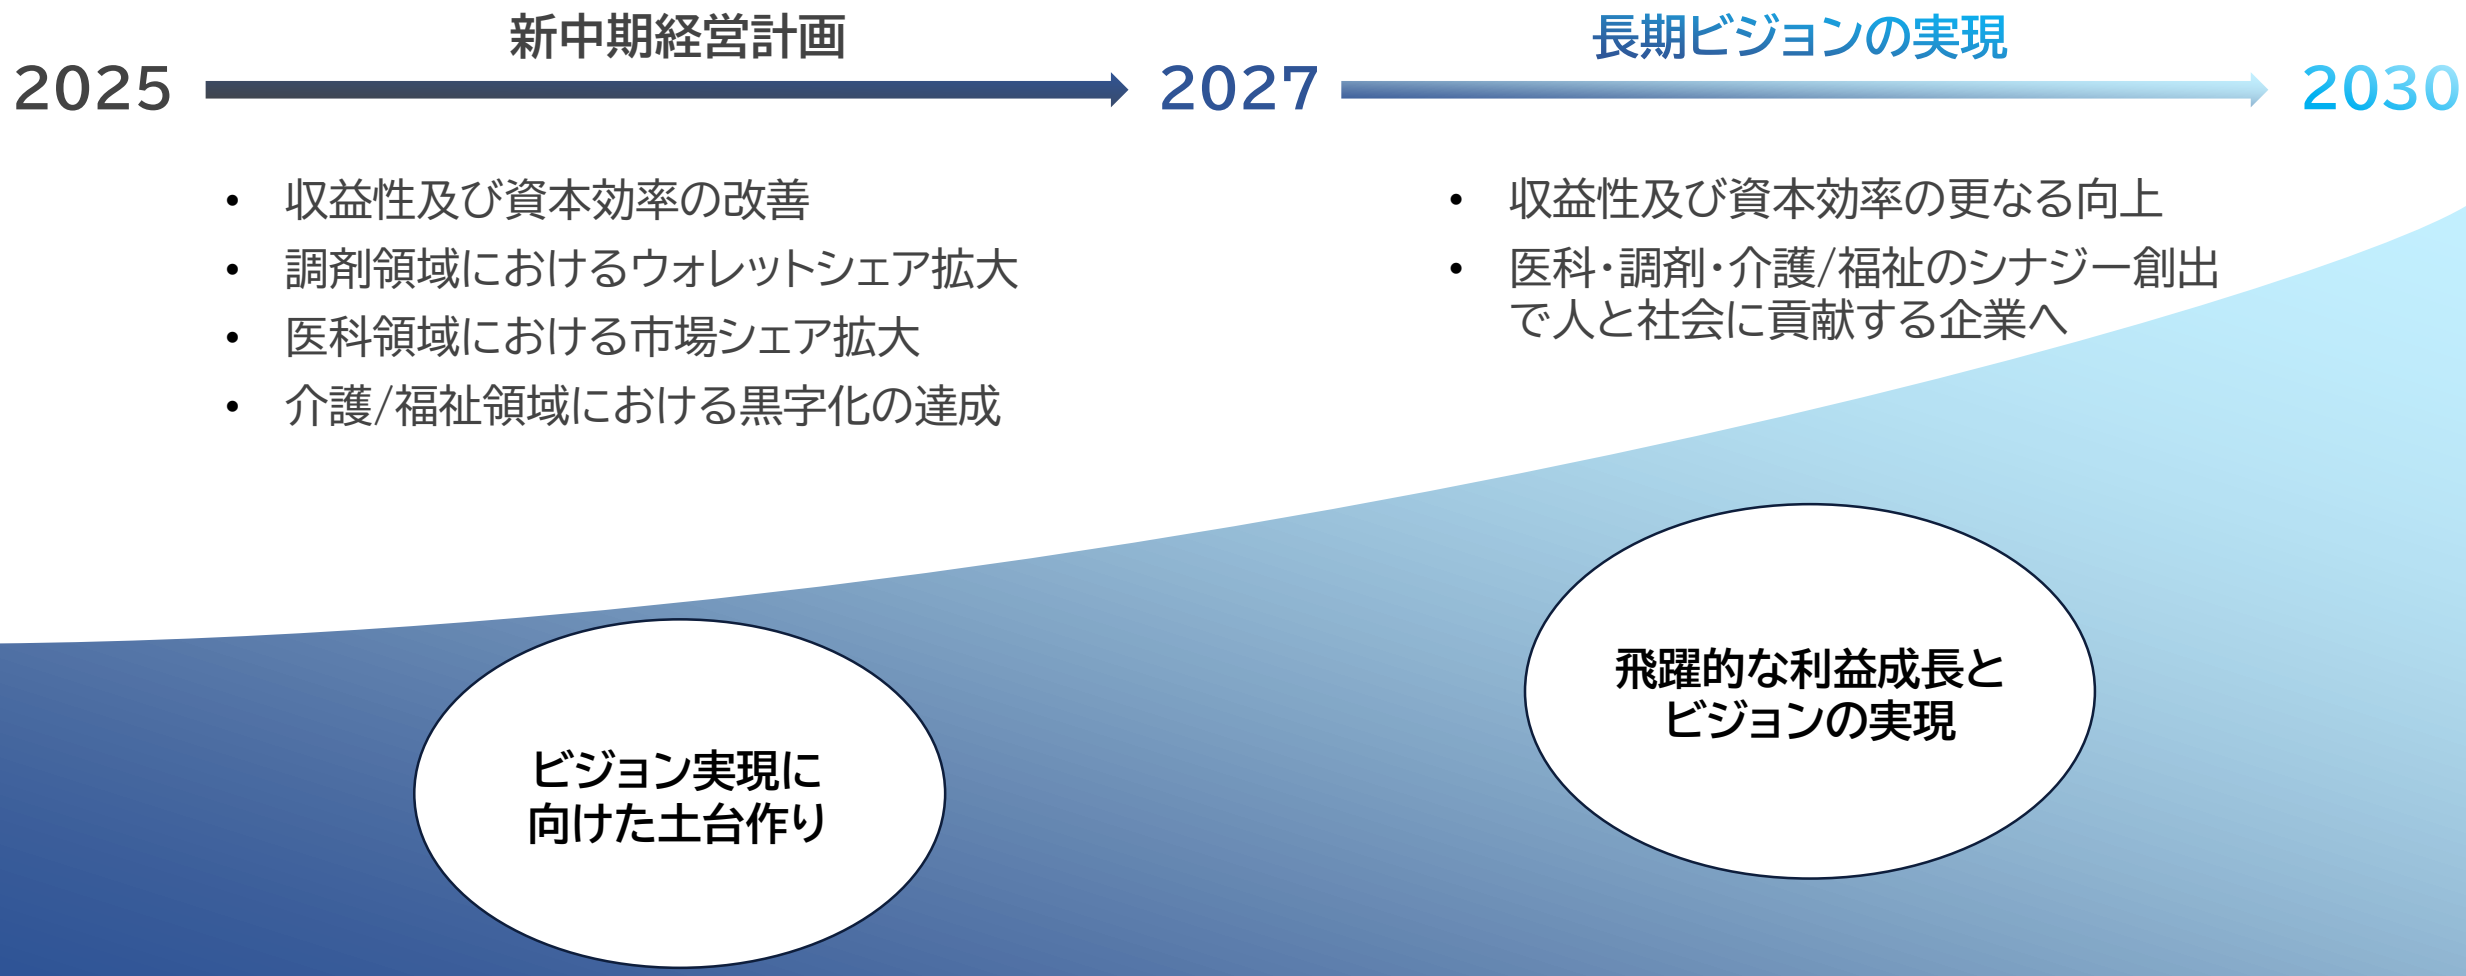 新中期経営計画
長期ビジョンの実現
2025
2027
2030
• 収益性及び資本効率の改善
• 調剤領域におけるウォレットシェア拡大
• 医科領域における市場シェア拡大
• 介護/福祉領域における黒字化の達成
• 収益性及び資本効率の更なる向上
• 医科・調剤・介護/福祉のシナジー創出
で人と社会に貢献する企業へ
ビジョン実現に
向けた土台作り
飛躍的な利益成長と
ビジョンの実現